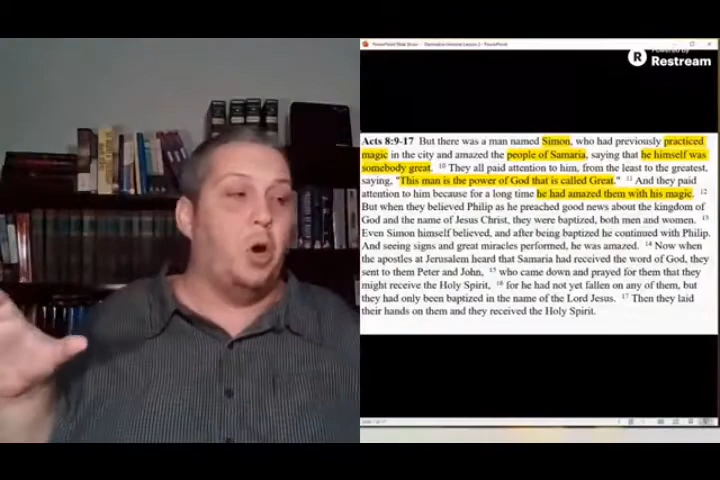 Powered by
Restream
Acts 8:9-17 But there was a man named Simon, who had previously practiced
magic in the city and amazed the people of Samaria, saying that he himself was
somebody great. 10 They all paid attention to him, from the least to the greatest,
saying, "This man is the power of God that is called Great." 11 And they paid
attention to him because for a long time he had amazed them with his magic. 12
But when they believed Philip as he preached good news about the kingdom of
God and the name of Jesus Christ, they were baptized, both men and women. 13
Even Simon himself believed, and after being baptized he continued with Philip.
And seeing signs and great miracles performed, he was amazed. 14 Now when
the apostles at Jerusalem heard that Samaria had received the word of God, they
sent to them Peter and John, 15 who came down and prayed for them that they
might receive the Holy Spirit, 16 for he had not yet fallen on any of them, but
they had only been baptized in the name of the Lord Jesus. 17 Then they laid
their hands on them and they received the Holy Spirit.